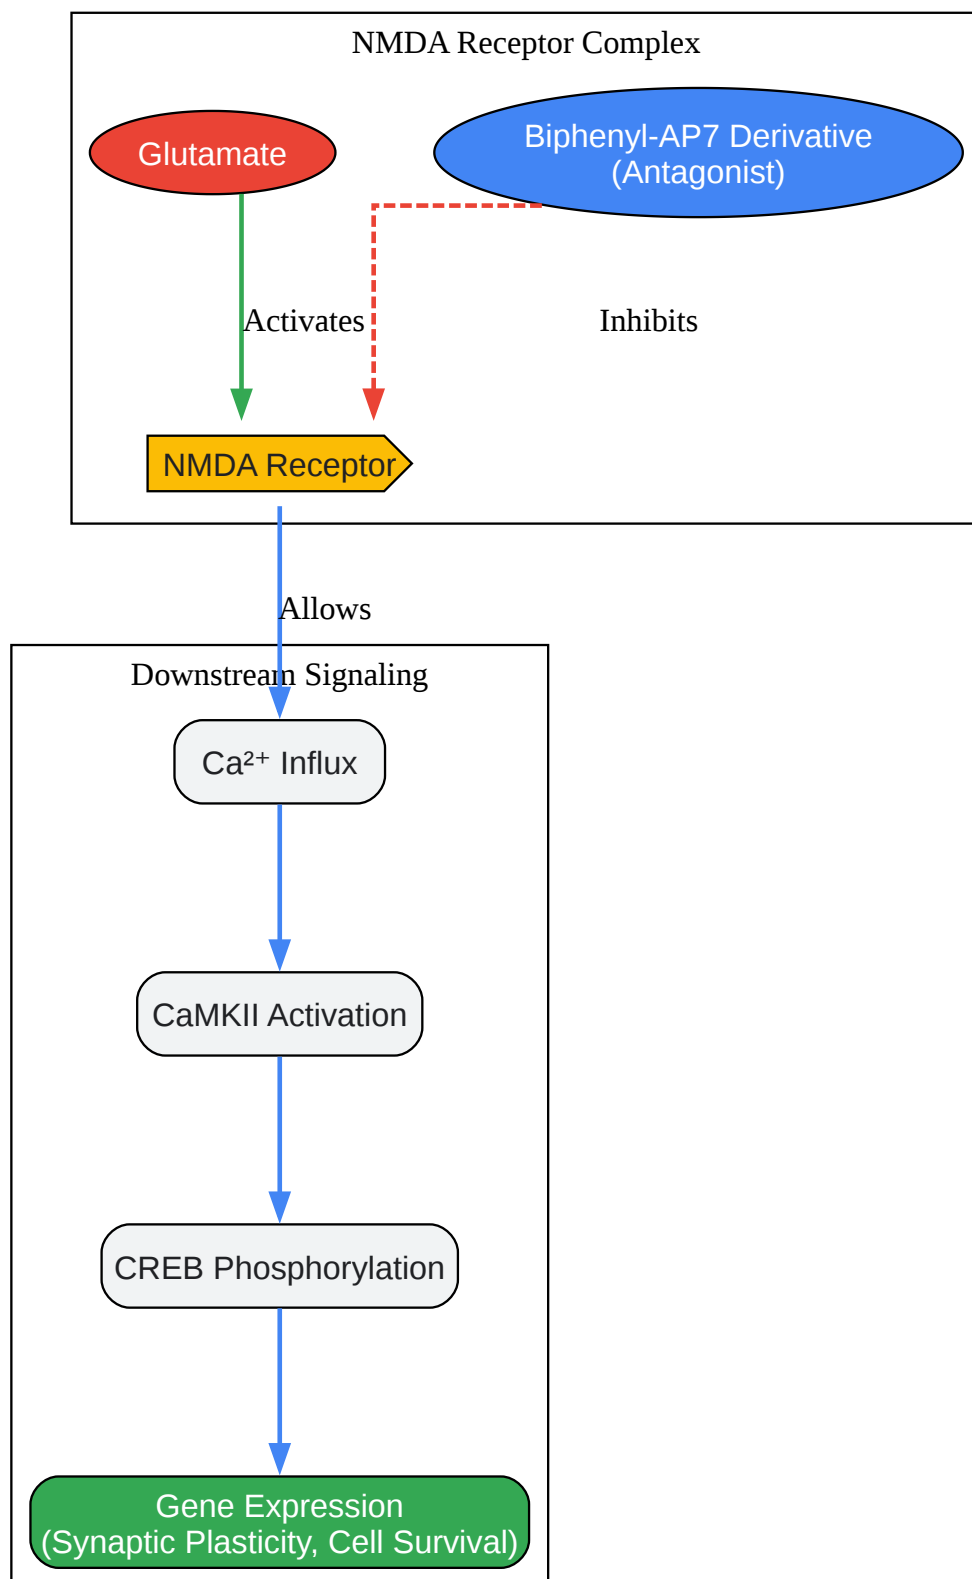 NMDA Receptor Complex
Glutamate
Biphenyl-AP7 Derivative
(Antagonist)
Activates
Inhibits
NMDA Receptor
Allows
Downstream Signaling
Ca²⁺ Influx
CaMKII Activation
CREB Phosphorylation
Gene Expression
(Synaptic Plasticity, Cell Survival)